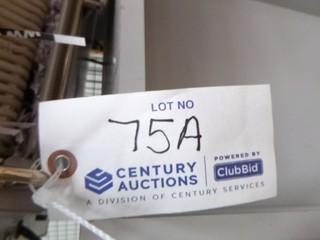 LOT NO
75A
CENTURY AUCTIONS
POWERED BY
ClubBid
A DIVISION OF CENTURY SERVICES